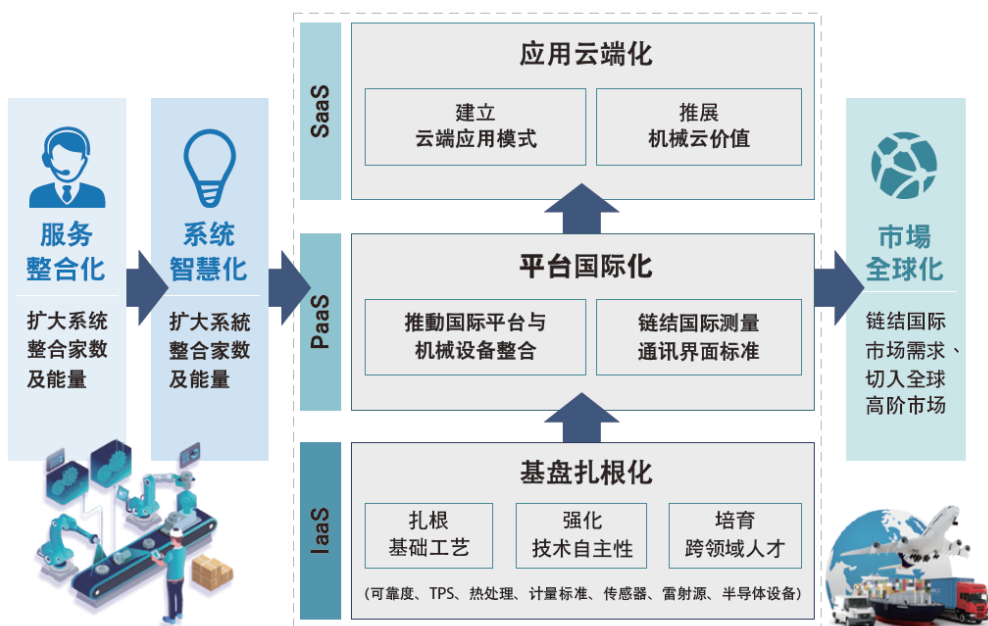 服务
整合化
扩大系统
整合家数
及能量
系统
智慧化
扩大系統
整合家数
及能量
SaaS
应用云端化
建立
云端应用模式
推展
机械云价值
PaaS
平台国际化
推動国际平台与
机械设备整合
链结国际测量
通讯界面标准
IaaS
基盘扎根化
扎根
基础工艺
强化
技术自主性
培育
跨领域人才
(可靠度、TPS、热处理、计量标准、传感器、雷射源、半导体设备)
市場
全球化
链结国际
市场需求、
切入全球
高阶市场